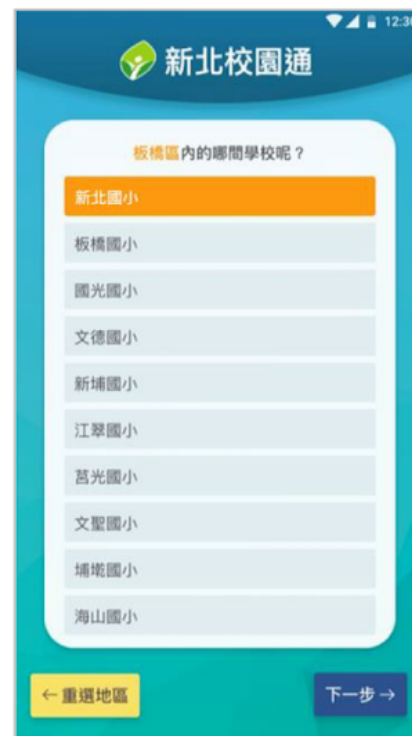 12:30
新北校園通
板橋區內的哪間學校呢？
新北國小
板橋國小
國光國小
文德國小
新埔國小
江翠國小
莒光國小
文聖國小
埔墘國小
海山國小
←重選地區
下一步→